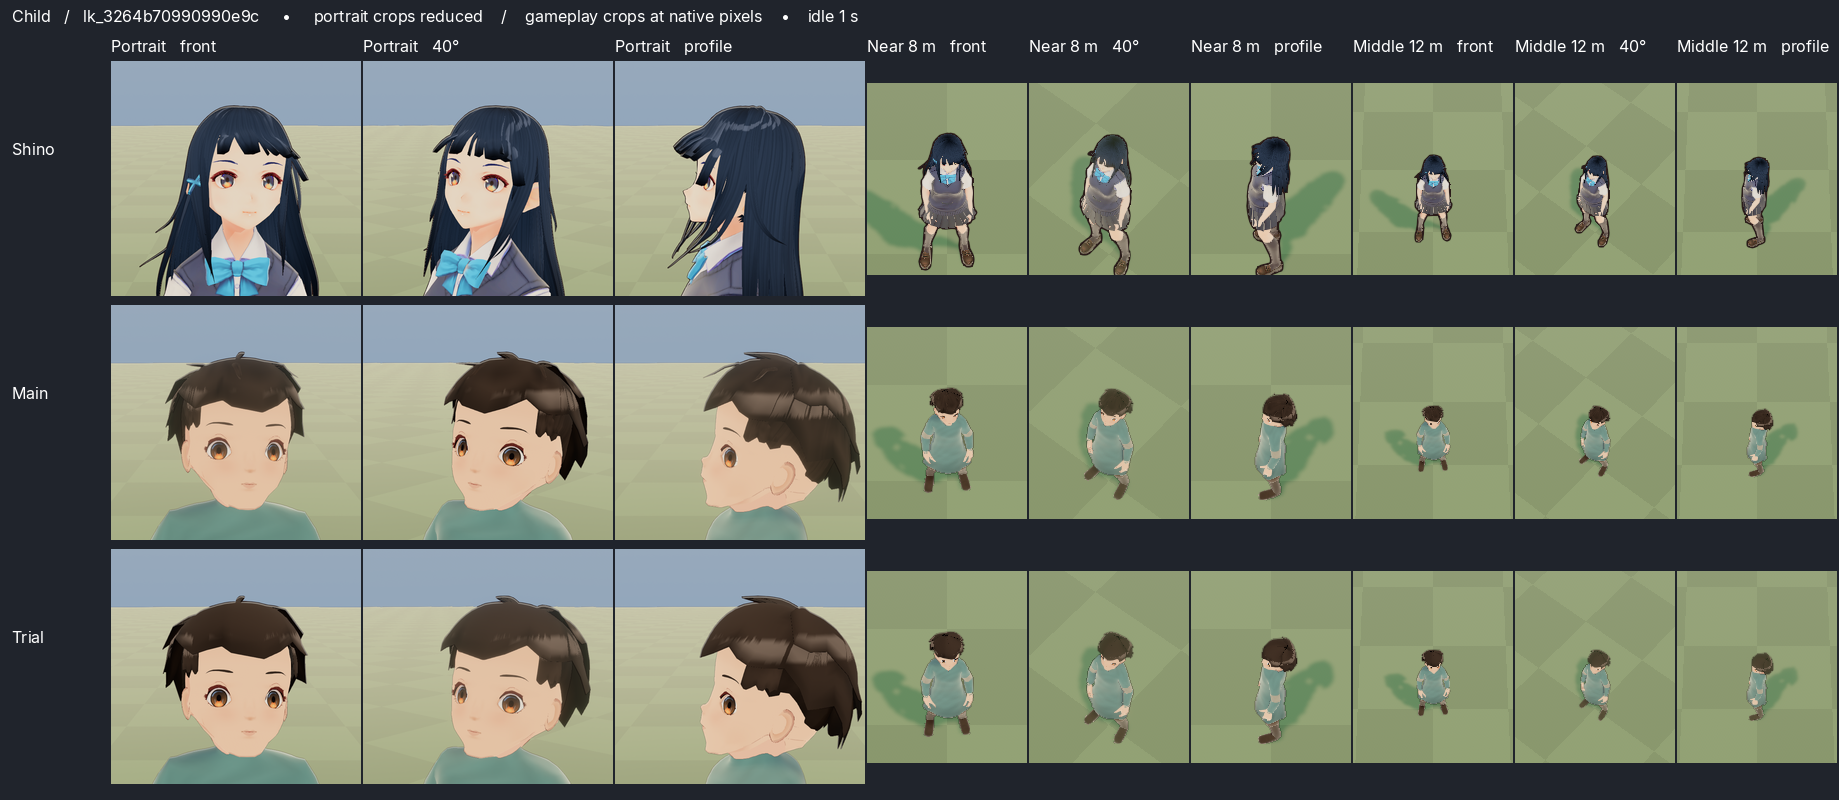 Child / lk_3264b70990990e9c • portrait crops reduced / gameplay crops at native pixels • idle 1 s
Portrait front Portrait 40° Portrait profile Near 8 m front Near 8 m 40° Near 8 m profile Middle 12 m front Middle 12 m 40° Middle 12 m profile
Shino
Main
Trial